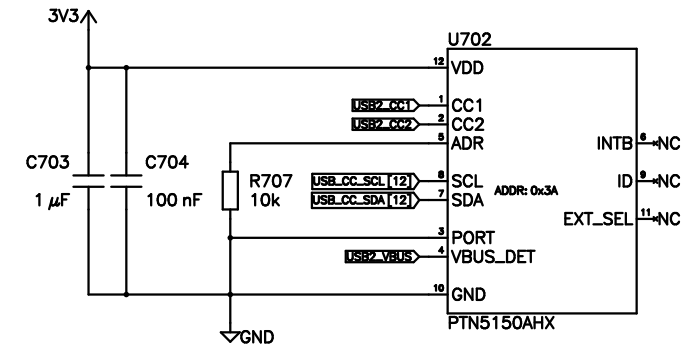 3V3
U702
12 VDD
USB2_CC1 1 CC1
USB2_CC2 2 CC2
5 ADR
INTB 6 NC
C703
C704
R707
USB_CC_SCL [12] 8 SCL
ADDR: 0x3A
ID 9 NC
1 µF
100 nF
10k
USB_CC_SDA [12] 7 SDA
EXT_SEL 11 NC
3 PORT
USB2_VBUS 4 VBUS_DET
10 GND
GND
PTN5150AHX